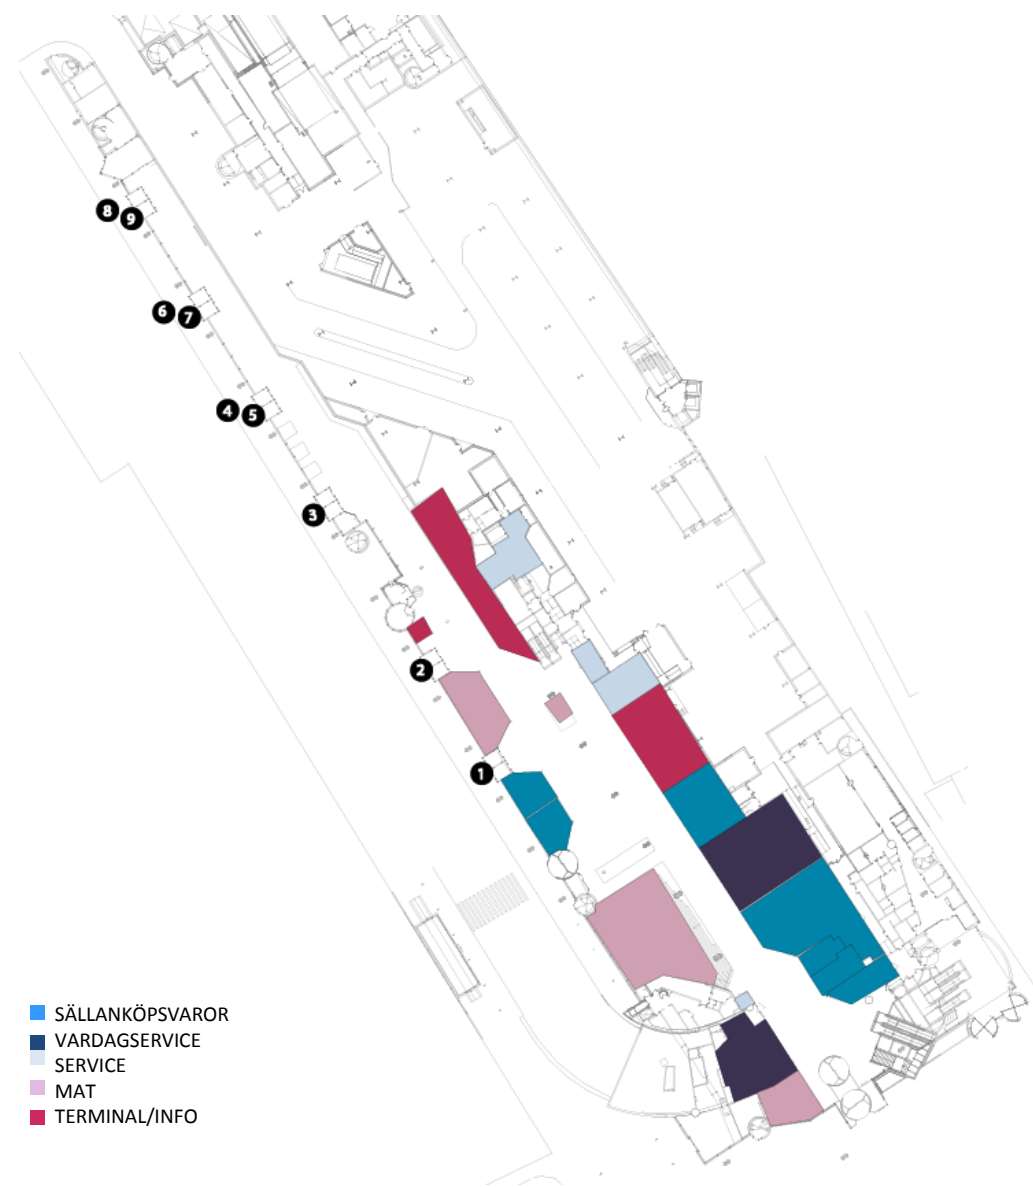 8
9
6
7
4
5
3
2
1
SÄLLANKÖPSVAROR
VARDAGSERVICE
SERVICE
MAT
TERMINAL/INFO